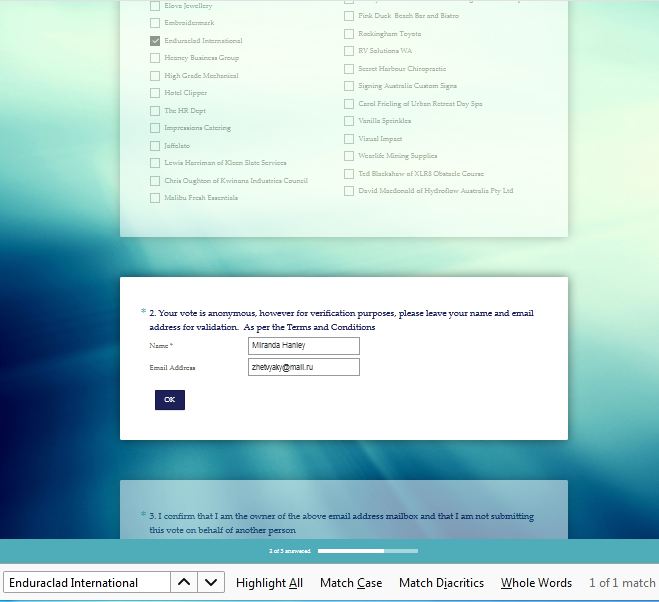 Elova Jewellery
Embroidermark
Enduraclad International
Heaney Business Group
High Grade Mechanical
Hotel Clipper
The HR Dept
Impressions Catering
Joffelato
Lewis Harriman of Kleen Slate Services
Chris Oughton of Kwinana Industries Council
Malibu Fresh Essentials
Pink Duck Beach Bar and Bistro
Rockingham Toyota
RV Solutions WA
Secret Harbour Chiropractic
Signing Australia Custom Signs
Carol Frieling of Urban Retreat Day Spa
Vanilla Sprinkles
Visual Impact
Wearlife Mining Supplies
Ted Blackshaw of XLR8 Obstacle Course
David Macdonald of Hydroflow Australia Pty Ltd
* 2. Your vote is anonymous, however for verification purposes, please leave your name and email
address for validation. As per the Terms and Conditions
Name * Miranda Hanley
Email Address zhetvyaky@maill.ru
OK
* 3. I confirm that I am the owner of the above email address mailbox and that I am not submitting
this vote on behalf of another person
2 of 3 answered
Enduraclad International Highlight All Match Case Match Diacritics Whole Words 1 of 1 match